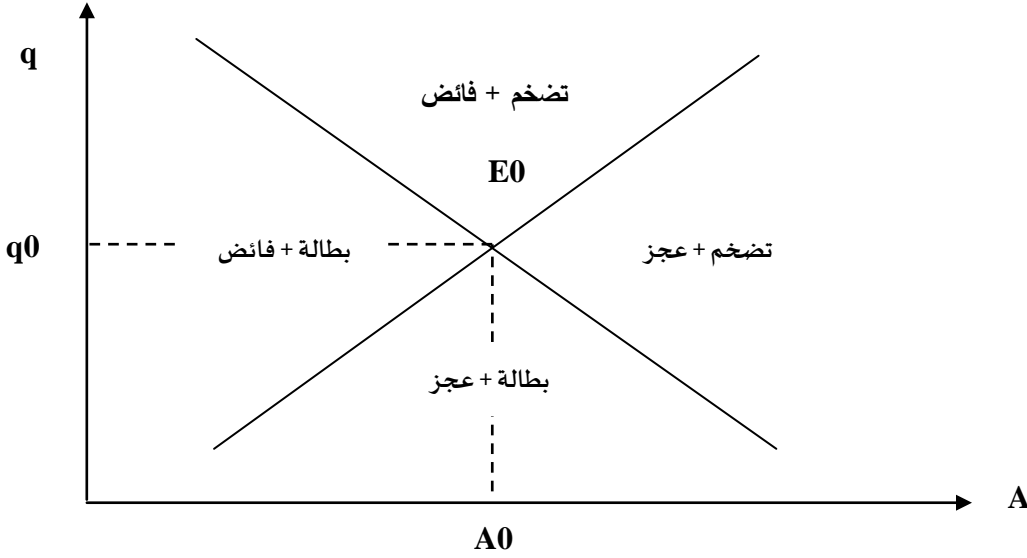 q
تضخم + فائض
E0
q0
بطالة + فائض
تضخم + عجز
بطالة + عجز
A
A0